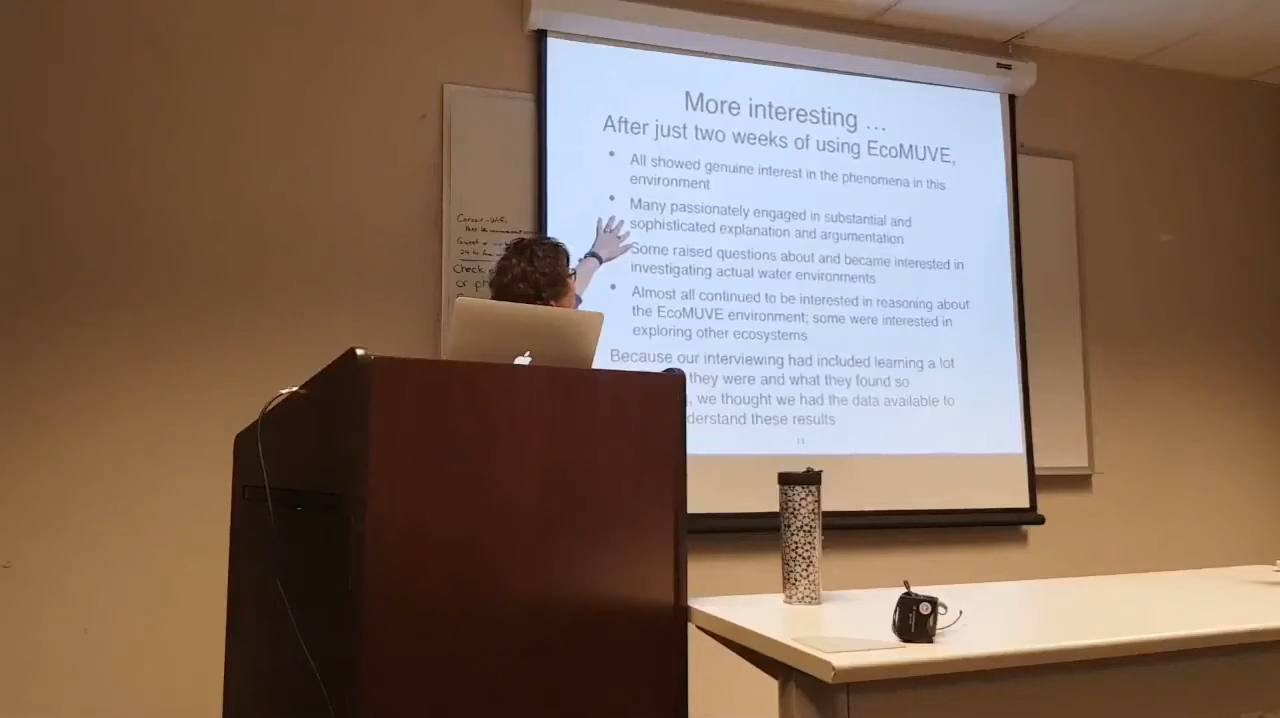 More interesting …
After just two weeks of using EcoMUVE,
• All showed genuine interest in the phenomena in this
environment
• Many passionately engaged in substantial and
sophisticated explanation and argumentation
Some raised questions about and became interested in
investigating actual water environments
• Almost all continued to be interested in reasoning about
the EcoMUVE environment; some were interested in
exploring other ecosystems
Because our interviewing had included learning a lot
they were and what they found so
, we thought we had the data available to
derstand these results
Check
or